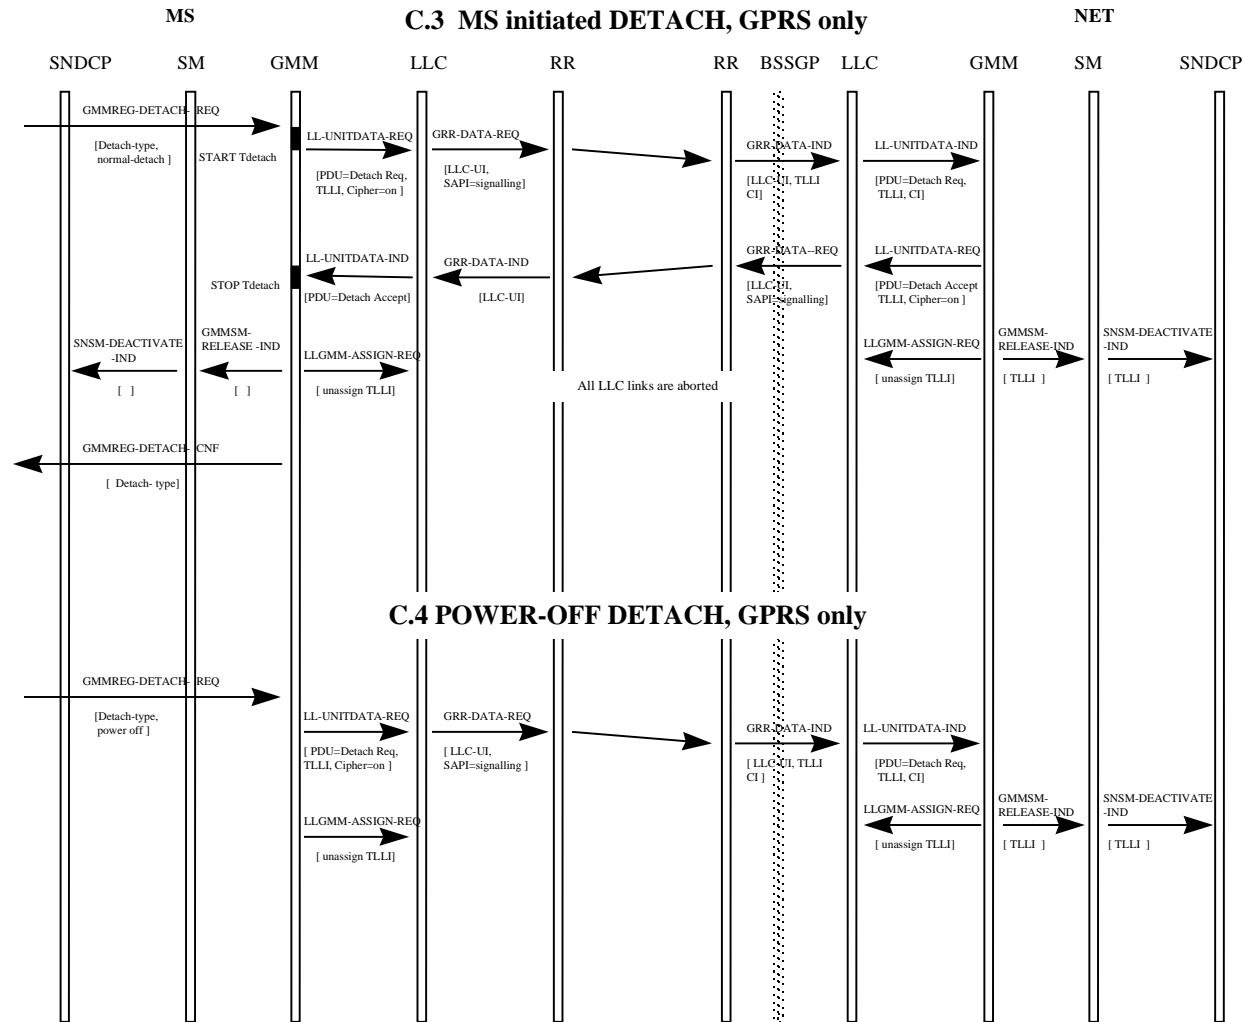 MS
C.3 MS initiated DETACH, GPRS only
NET
SNDCP SM GMM LLC RR RR BSSGP LLC GMM SM SNDCP
GMMREG-DETACH- REQ
[Detach-type,
normal-detach ]
START Tdetach
LL-UNITDATA-REQ
[PDU=Detach Req,
TLLI, Cipher=on ]
GRR-DATA-REQ
[LLC-UI,
SAPI=signalling]
GRR-DATA-IND
[LLC-UI, TLLI
CI]
LL-UNITDATA-IND
[PDU=Detach Req,
TLLI, CI]
LL-UNITDATA-IND
STOP Tdetach
[PDU=Detach Accept]
GRR-DATA-IND
[LLC-UI]
GRR-DATA--REQ
[LLC-UI,
SAPI=signalling]
LL-UNITDATA-REQ
[PDU=Detach Accept
TLLI, Cipher=on ]
SNSM-DEACTIVATE
-IND
[ ]
GMMSM-
RELEASE -IND
[ ]
LLGMM-ASSIGN-REQ
[ unassign TLLI]
All LLC links are aborted
LLGMM-ASSIGN-REQ
[ unassign TLLI]
GMMSM-
RELEASE-IND
[ TLLI ]
SNSM-DEACTIVATE
-IND
[ TLLI ]
GMMREG-DETACH- CNF
[ Detach- type]
C.4 POWER-OFF DETACH, GPRS only
GMMREG-DETACH- REQ
[Detach-type,
power off ]
LL-UNITDATA-REQ
[ PDU=Detach Req,
TLLI, Cipher=on ]
GRR-DATA-REQ
[ LLC-UI,
SAPI=signalling ]
GRR-DATA-IND
[ LLC-UI, TLLI
CI ]
LL-UNITDATA-IND
[PDU=Detach Req,
TLLI, CI]
LLGMM-ASSIGN-REQ
[ unassign TLLI]
LLGMM-ASSIGN-REQ
[ unassign TLLI]
GMMSM-
RELEASE-IND
[ TLLI ]
SNSM-DEACTIVATE
-IND
[ TLLI ]